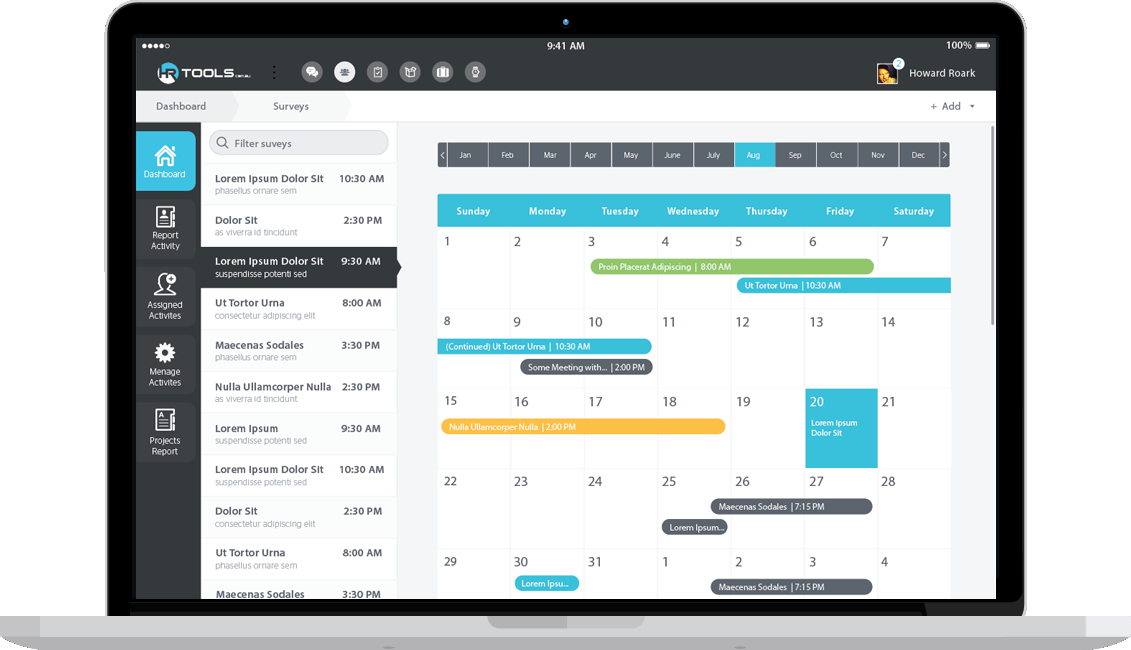 9:41 AM
100%
HR TOOLS.com.au
2
Howard Roark
Dashboard
Surveys
+ Add
Dashboard
Report
Activity
Assigned
Activites
Menage
Activites
A
Projects
Report
Filter suveys
Lorem Ipsum Dolor Sit 10:30 AM
phasellus ornare sem
Dolor Sit 2:30 PM
as viverra id tincidunt
Lorem Ipsum Dolor Sit 9:30 AM
suspendisse potenti sed
Ut Tortor Urna 8:00 AM
consectetur adipiscing elit
Maecenas Sodales 3:30 PM
phasellus ornare sem
Nulla Ullamcorper Nulla 2:30 PM
as viverra id tincidunt
Lorem Ipsum 9:30 AM
suspendisse potenti sed
Lorem Ipsum Dolor Sit 10:30 AM
suspendisse potenti sed
Dolor Sit 2:30 PM
consectetur adipiscing elit
Ut Tortor Urna 8:00 AM
phasellus ornare sem
Maecenas Sodales 3:30 PM
< Jan Feb Mar Apr May June July Aug Sep Oct Nov Dec >
Sunday Monday Tuesday Wednesday Thursday Friday Saturday
1 2 3 4 5 6 7
Proin Placerat Adipiscing | 8:00 AM
Ut Tortor Urna | 10:30 AM
8 9 10 11 12 13 14
(Continued) Ut Tortor Urna | 10:30 AM
Some Meeting with... | 2:00 PM
15 16 17 18 19 20 21
Lorem Ipsum
Dolor Sit
Nulla Ullamcorper Nulla | 2:00 PM
22 23 24 25 26 27 28
Maecenas Sodales | 7:15 PM
Lorem Ipsum...
29 30 31 1 2 3 4
Lorem Ipsu...
Maecenas Sodales | 7:15 PM